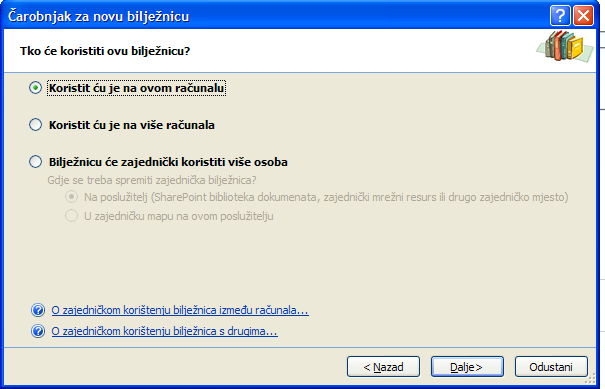 Čarobnjak za novu bilježnicu
Tko će koristiti ovu bilježnicu?
Koristit ću je na ovom računalu
Koristit ću je na više računala
Bilježnicu će zajednički koristiti više osoba
Gdje se treba spremiti zajednička bilježnica?
Na poslužitelj (SharePoint biblioteka dokumenata, zajednički mrežni resurs ili drugo zajedničko mjesto)
U zajedničku mapu na ovom poslužitelju
O zajedničkom korištenju bilježnica između računala...
O zajedničkom korištenju bilježnica s drugima...
< Nazad
Dalje>
Odustani